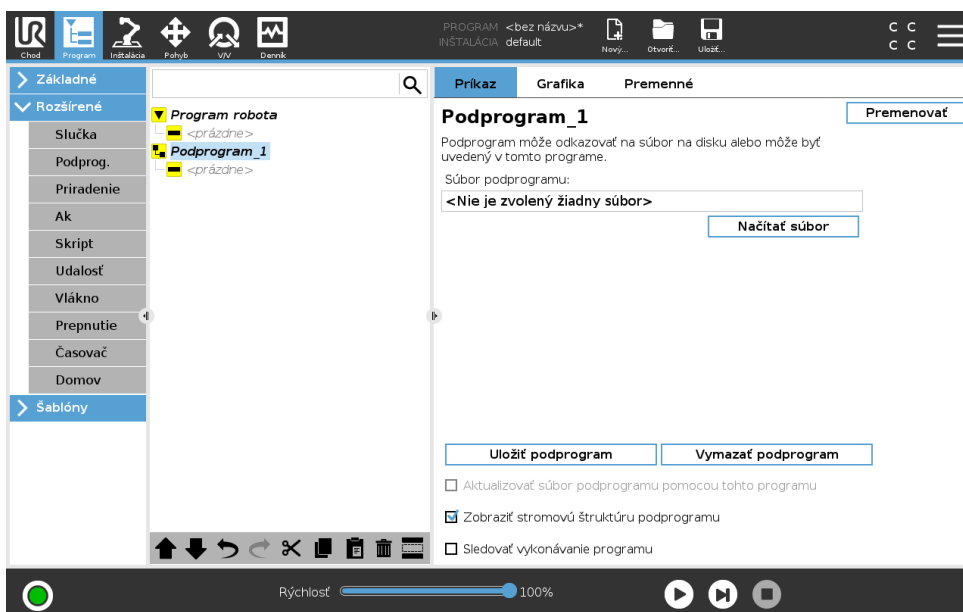 PROGRAM <bez názvu>*
INŠTALÁCIA default
Chod Program Inštalácia Pohyb V/V Denník Nový... Otvoriť... Uložiť...
C C
C C
Základné
Rozšírené
Slučka
Podprog.
Priradenie
Ak
Skript
Udalosť
Vlákno
Prepnutie
Časovač
Domov
Šablóny
Program robota
<prázdne>
Podprogram_1
<prázdne>
Príkaz Grafika Premenné
Podprogram_1 Premenovať
Podprogram môže odkazovať na súbor na disku alebo môže byť
uvedený v tomto programe.
Súbor podprogramu:
<Nie je zvolený žiadny súbor>
Načítať súbor
Uložiť podprogram Vymazať podprogram
Aktualizovať súbor podprogramu pomocou tohto programu
Zobraziť stromovú štruktúru podprogramu
Sledovať vykonávanie programu
Rýchlosť 100%